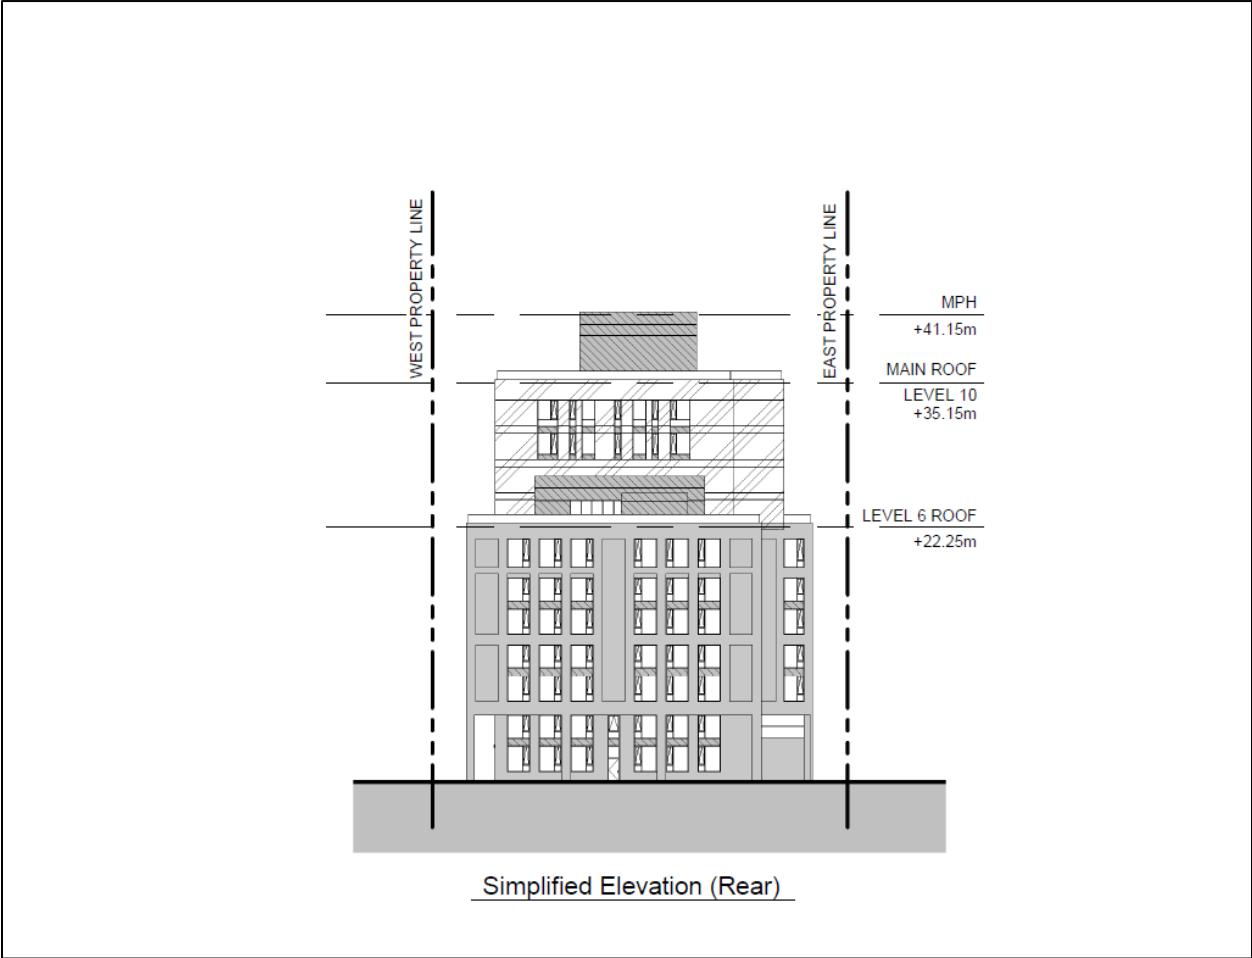 WEST PROPERTY LINE
EAST PROPERTY LINE
MPH
+41.15m
MAIN ROOF
LEVEL 10
+35.15m
LEVEL 6 ROOF
+22.25m
Simplified Elevation (Rear)